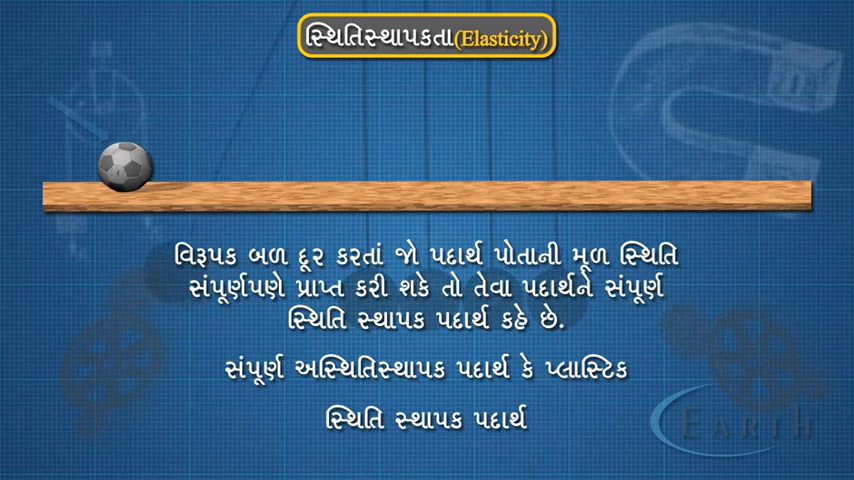 સ્થિતિસ્થાપકતા(Elasticity)
વિરૂપક બળ દૂર કરતાં જો પદાર્થ પોતાની મૂળ સ્થિતિ
સંપૂર્ણપણે પ્રાપ્ત કરી શકે તો તેવા પદાર્થને સંપૂર્ણ
સ્થિતિ સ્થાપક પદાર્થ કહે છે.
સંપૂર્ણ અસ્થિતિસ્થાપક પદાર્થ કે પ્લાસ્ટિક
સ્થિતિ સ્થાપક પદાર્થ
EARTH